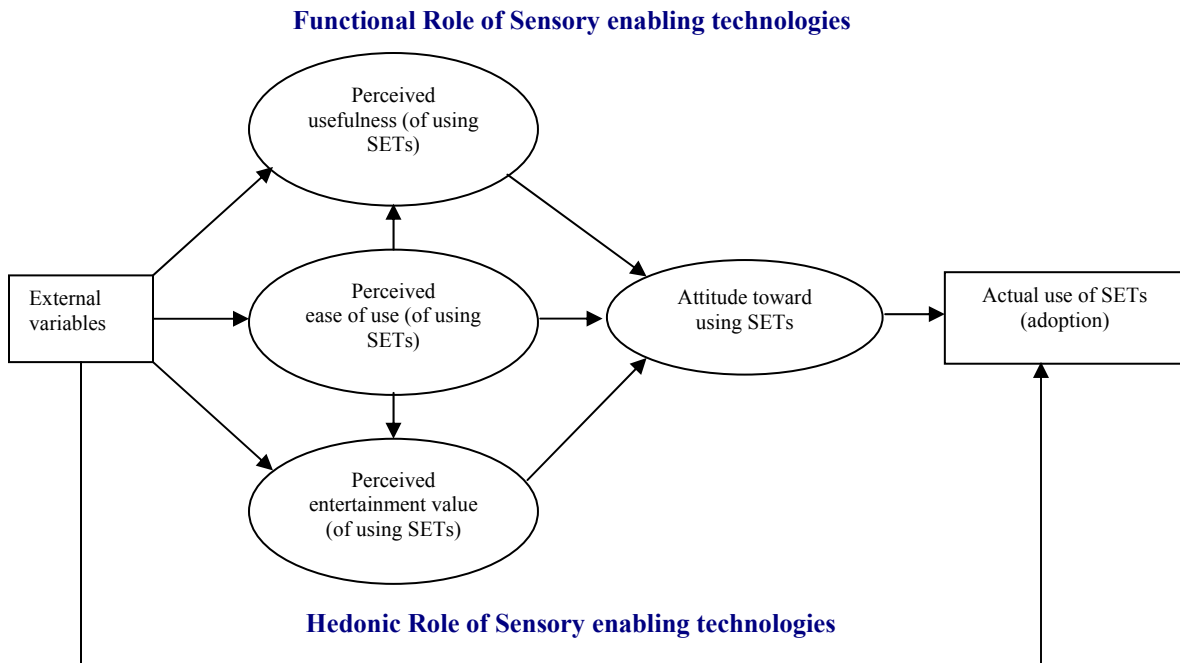 Functional Role of Sensory enabling technologies
Perceived
usefulness (of using
SETs)
External
variables
Perceived
ease of use (of using
SETs)
Attitude toward
using SETs
Actual use of SETs
(adoption)
Perceived
entertainment value
(of using SETs)
Hedonic Role of Sensory enabling technologies